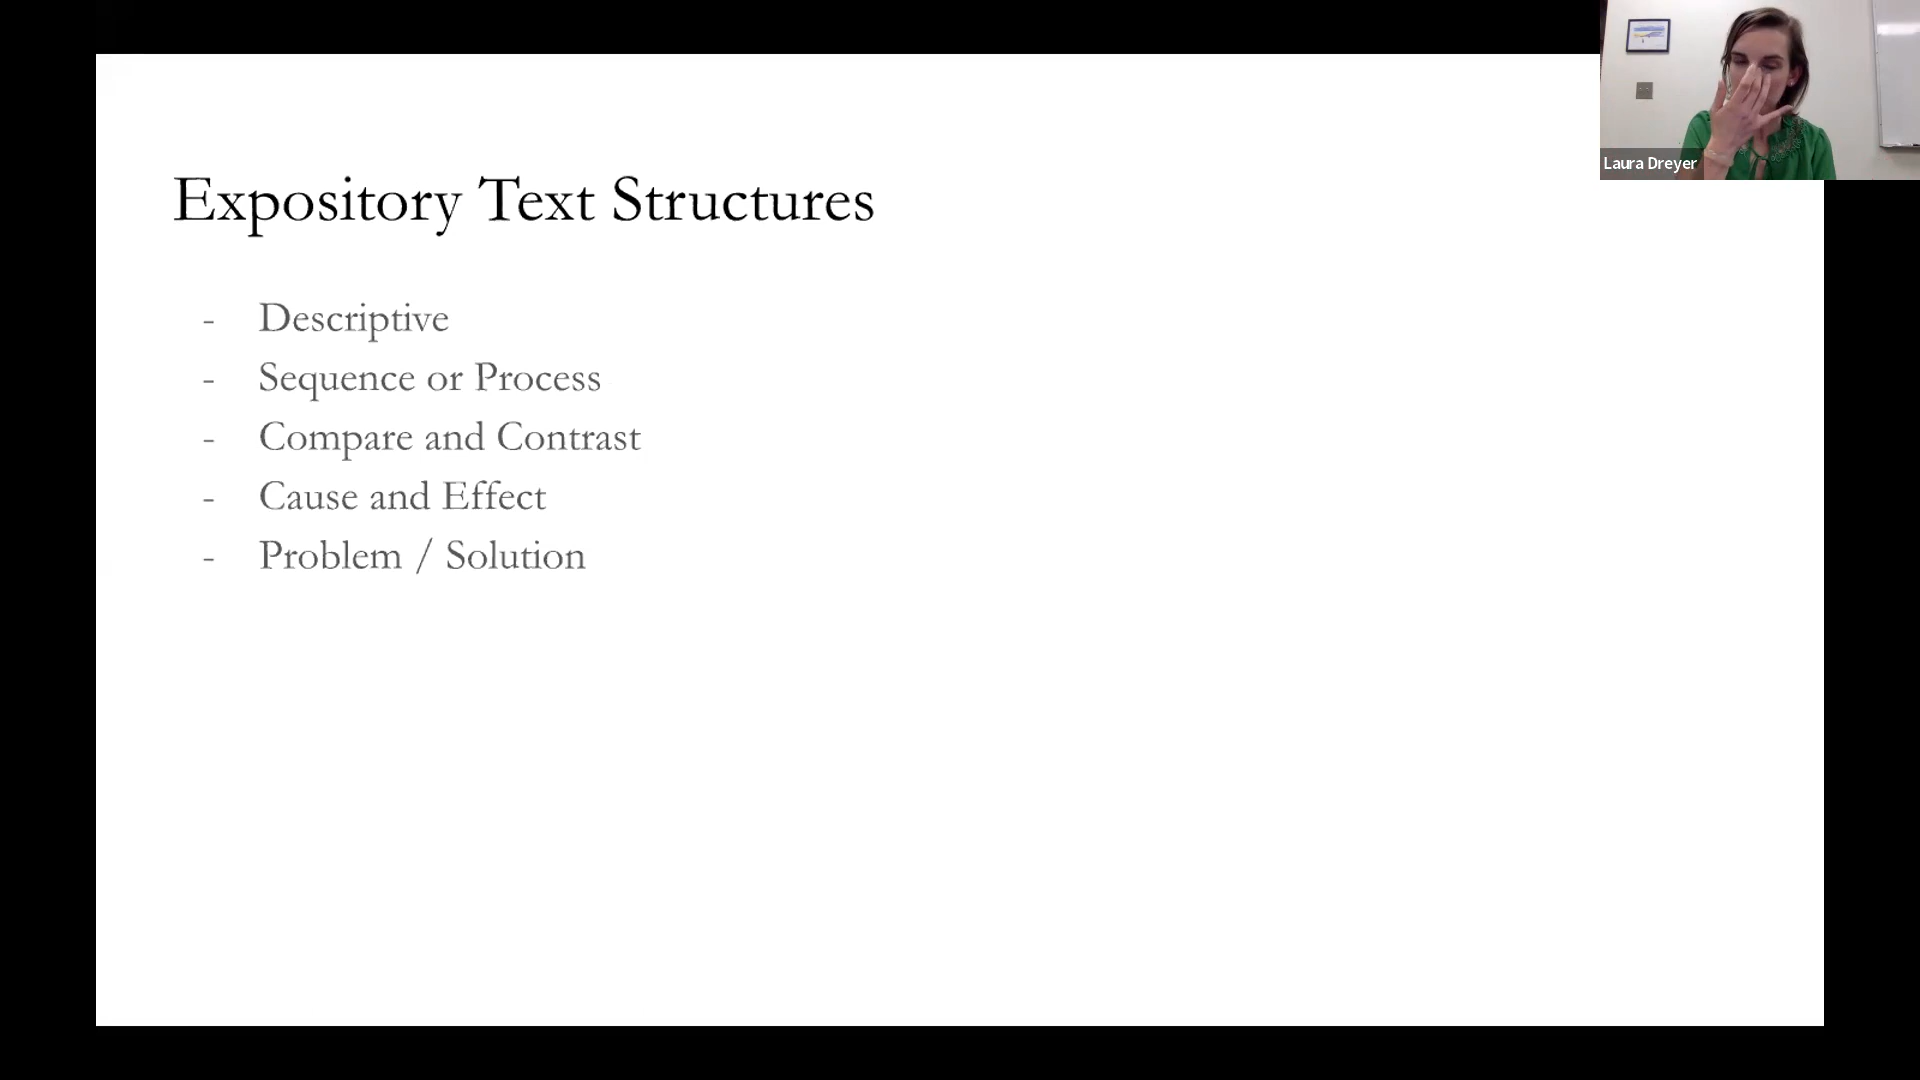 Expository Text Structures
- Descriptive
- Sequence or Process
- Compare and Contrast
- Cause and Effect
- Problem / Solution
Laura Dreyer